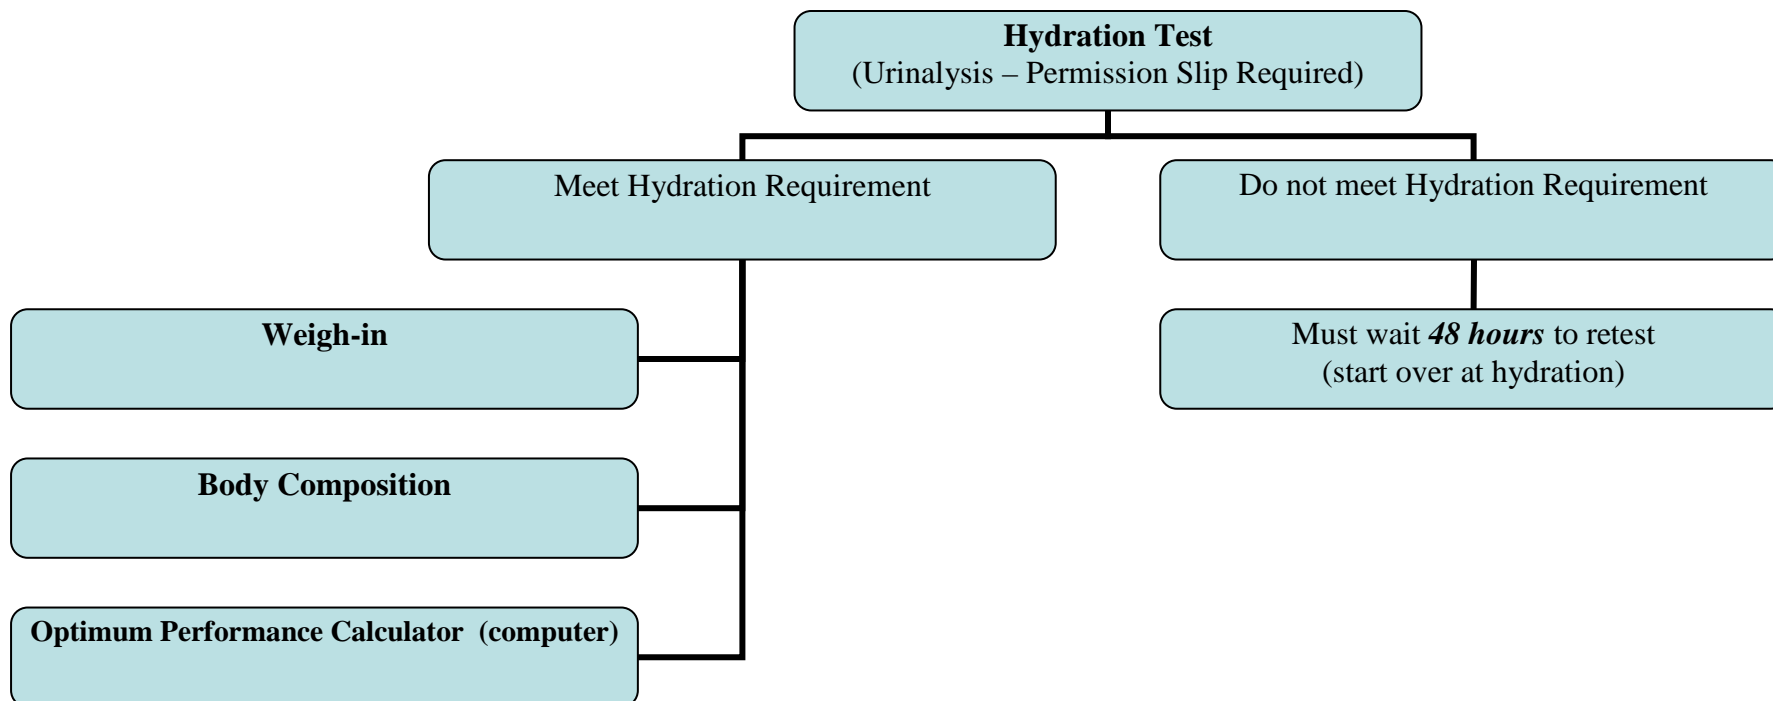 Hydration Test
(Urinalysis – Permission Slip Required)
Meet Hydration Requirement
Do not meet Hydration Requirement
Weigh-in
Must wait 48 hours to retest
(start over at hydration)
Body Composition
Optimum Performance Calculator  (computer)